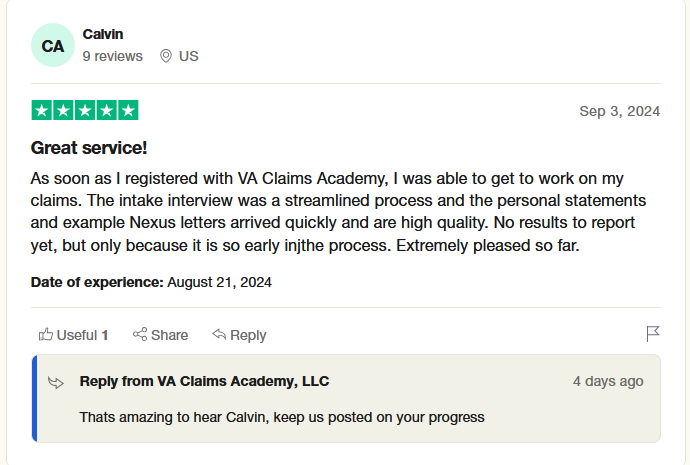 CA
Calvin
9 reviews US
Sep 3, 2024
Great service!
As soon as I registered with VA Claims Academy, I was able to get to work on my
claims. The intake interview was a streamlined process and the personal statements
and example Nexus letters arrived quickly and are high quality. No results to report
yet, but only because it is so early injthe process. Extremely pleased so far.
Date of experience: August 21, 2024
Useful 1 Share Reply
Reply from VA Claims Academy, LLC 4 days ago
Thats amazing to hear Calvin, keep us posted on your progress